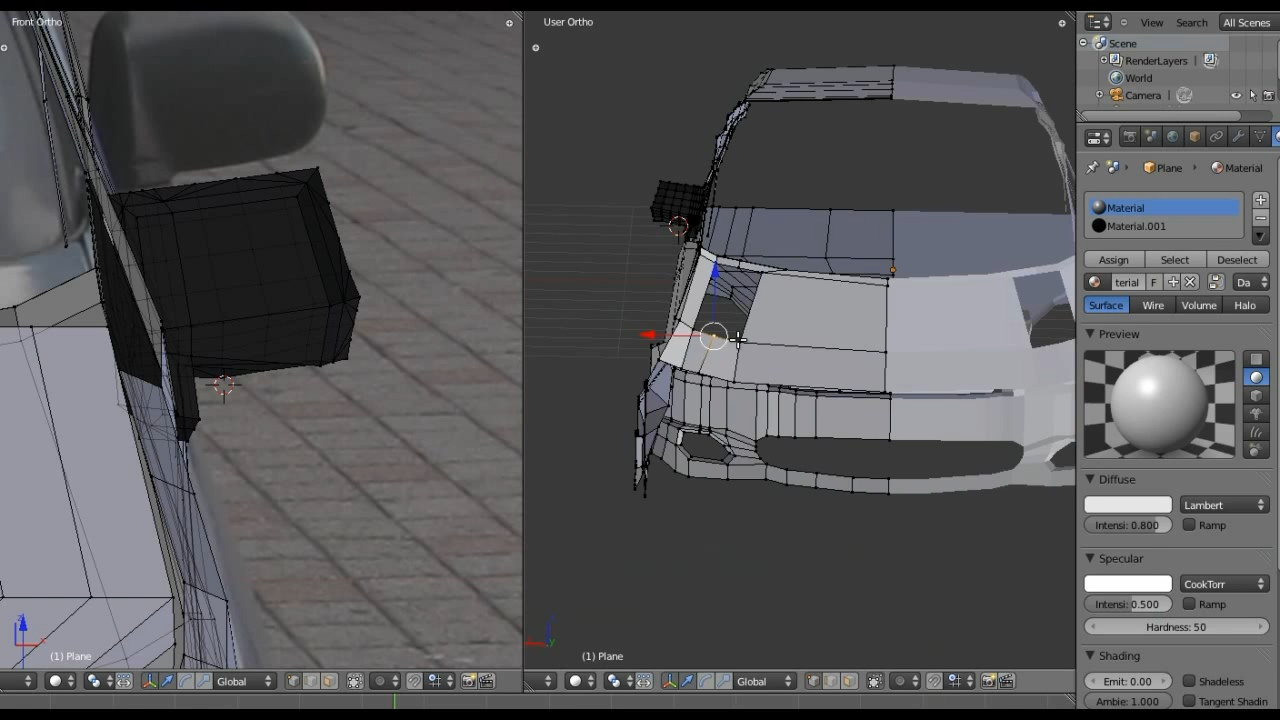 Front Ortho
User Ortho
View Search All Scenes
Scene
RenderLayers
World
Camera
Plane Material
Material
Material.001
Assign Select Deselect
terial F Da
Surface Wire Volume Halo
Preview
Diffuse
Lambert
Intensi: 0.800 Ramp
Specular
CookTorr
Intensi: 0.500 Ramp
Hardness: 50
Shading
Emit: 0.00 Shadeless
Ambie: 1.000 Tangent Shadin
(1) Plane
(1) Plane
Global
Global